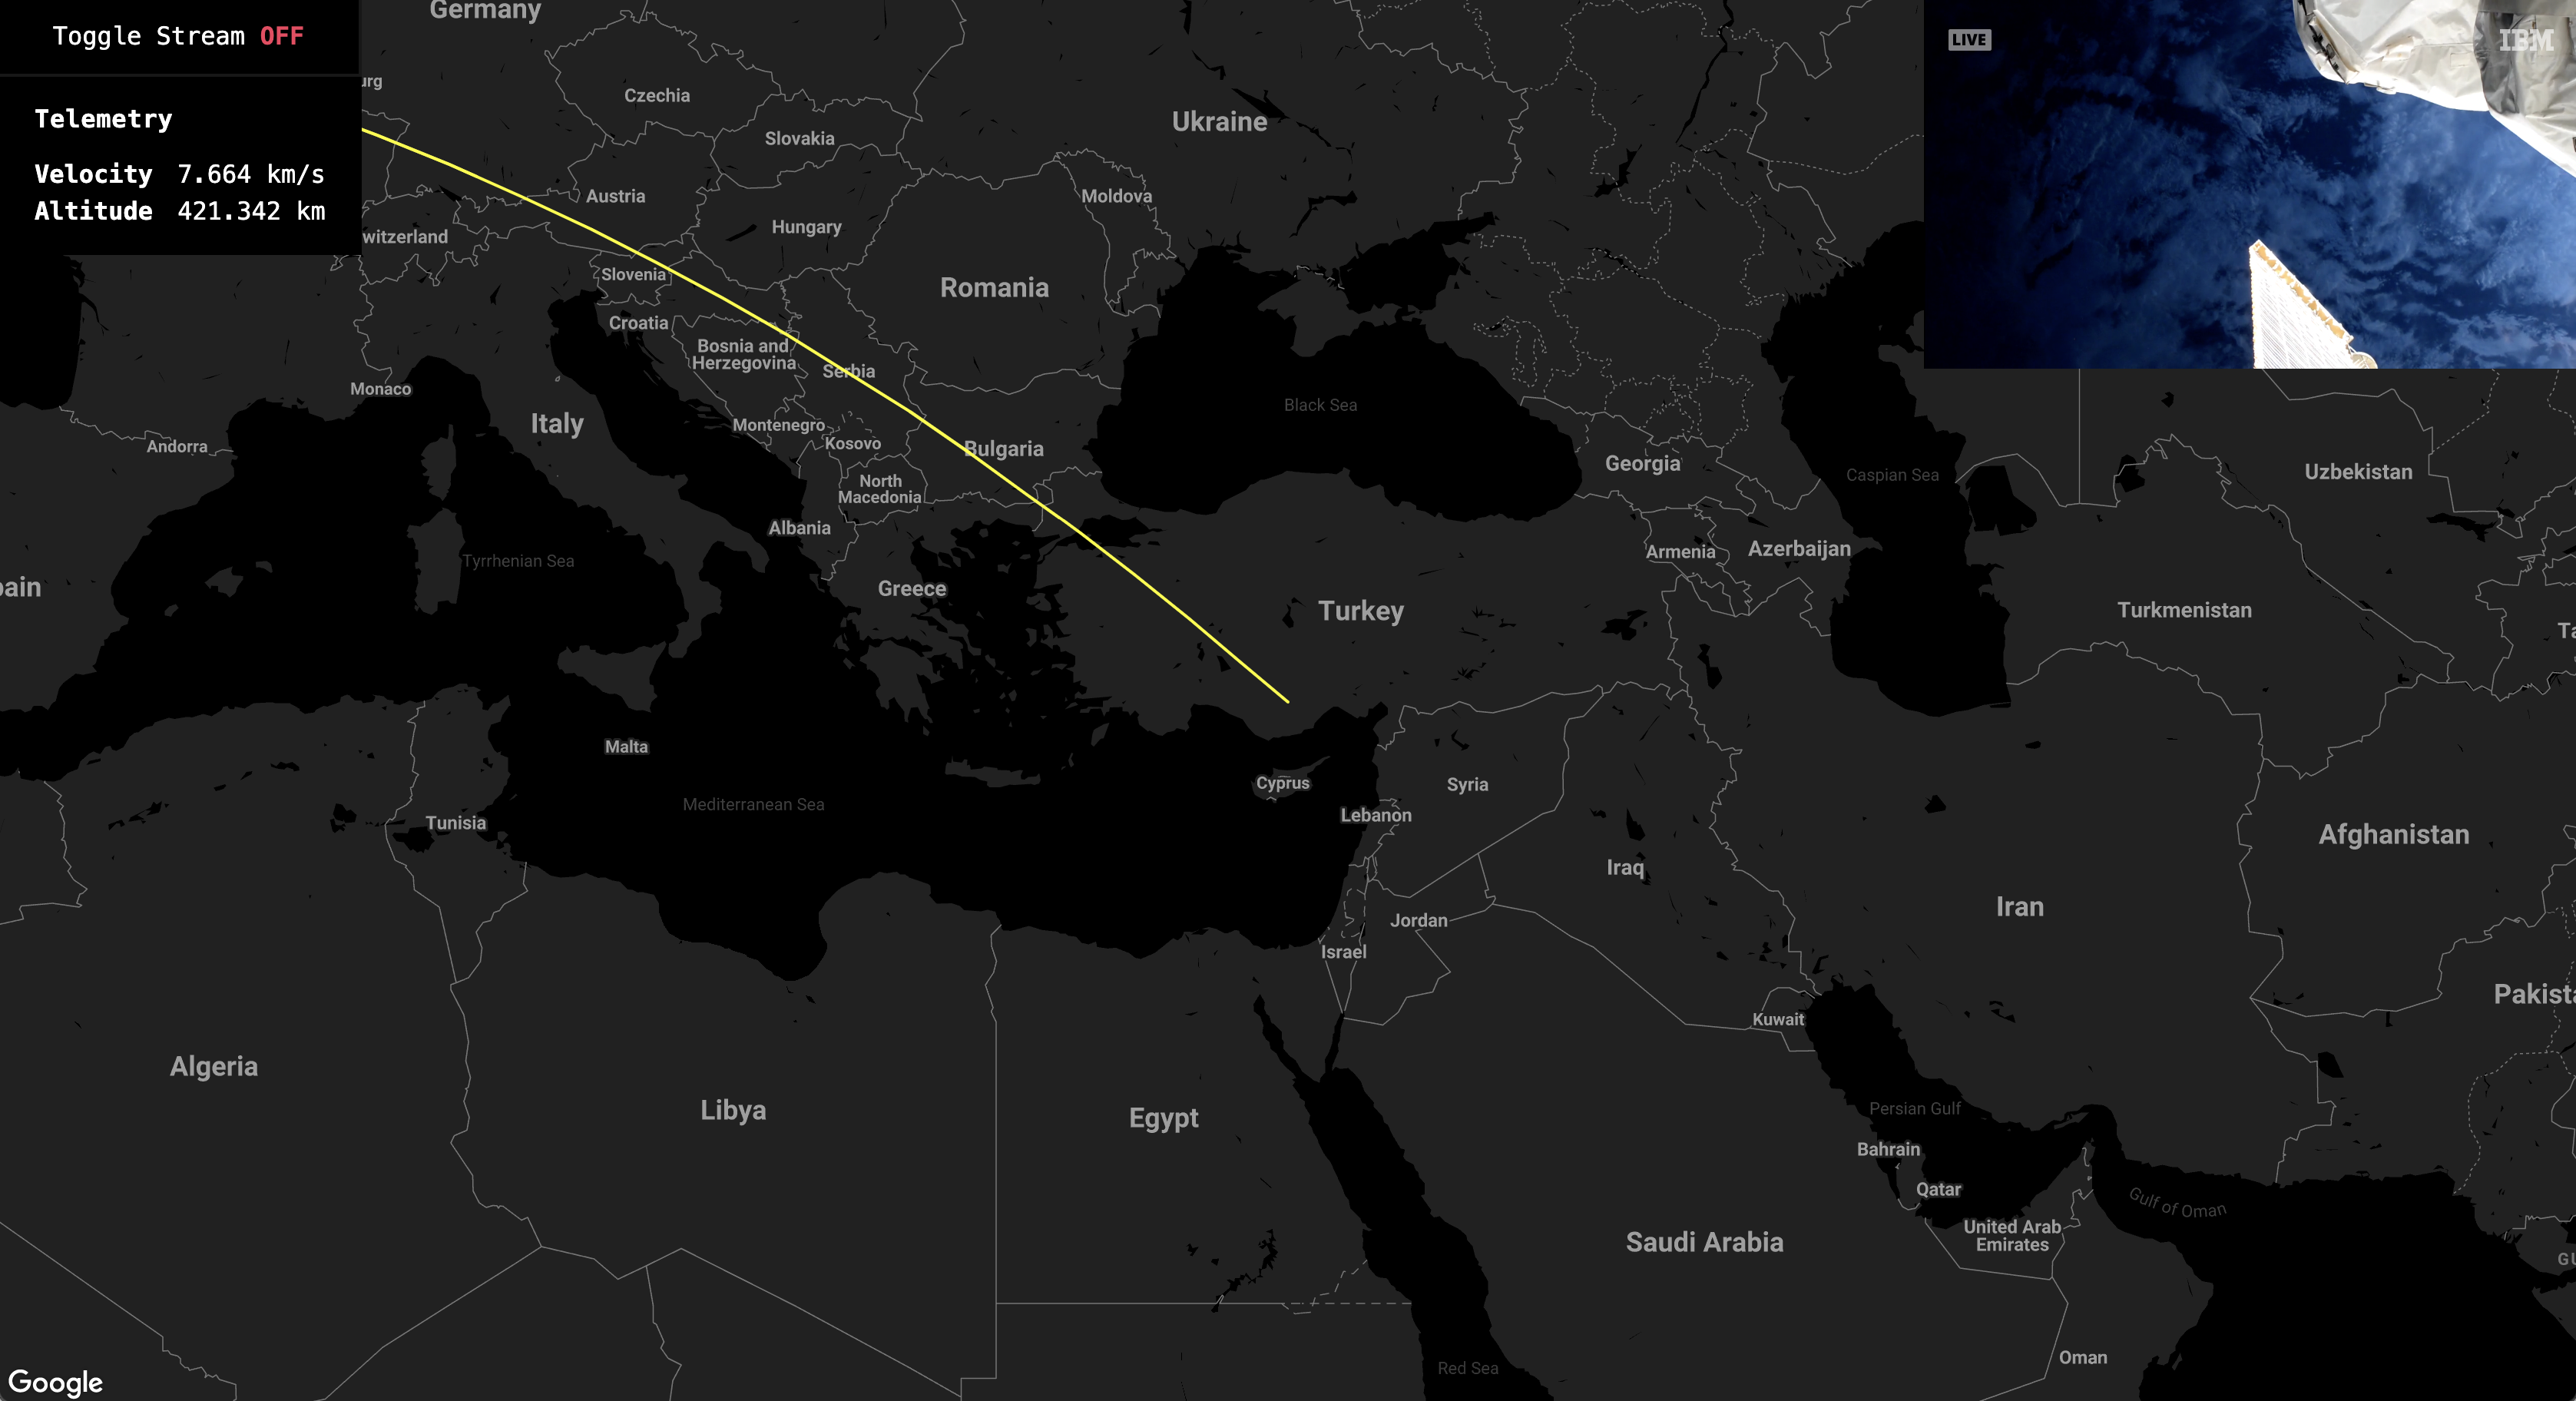 Toggle Stream OFF
Telemetry
Velocity 7.664 km/s
Altitude 421.342 km
LIVE
IBM
Germany
urg
Czechia
Ukraine
Slovakia
Austria
Moldova
Hungary
witzerland
Slovenia
Romania
Croatia
Bosnia and
Herzegovina
Serbia
Monaco
Black Sea
Italy
Montenegro
Kosovo
Andorra
Bulgaria
Georgia
Caspian Sea
Uzbekistan
North
Macedonia
Albania
Armenia
Azerbaijan
Tyrrhenian Sea
pain
Greece
Turkey
Turkmenistan
Ta
Malta
Cyprus
Syria
Mediterranean Sea
Lebanon
Tunisia
Afghanistan
Iraq
Iran
Jordan
Israel
Pakista
Kuwait
Algeria
Libya
Egypt
Persian Gulf
Bahrain
Qatar
Gulf of Oman
United Arab
Emirates
Saudi Arabia
GU
Oman
Red Sea
Google